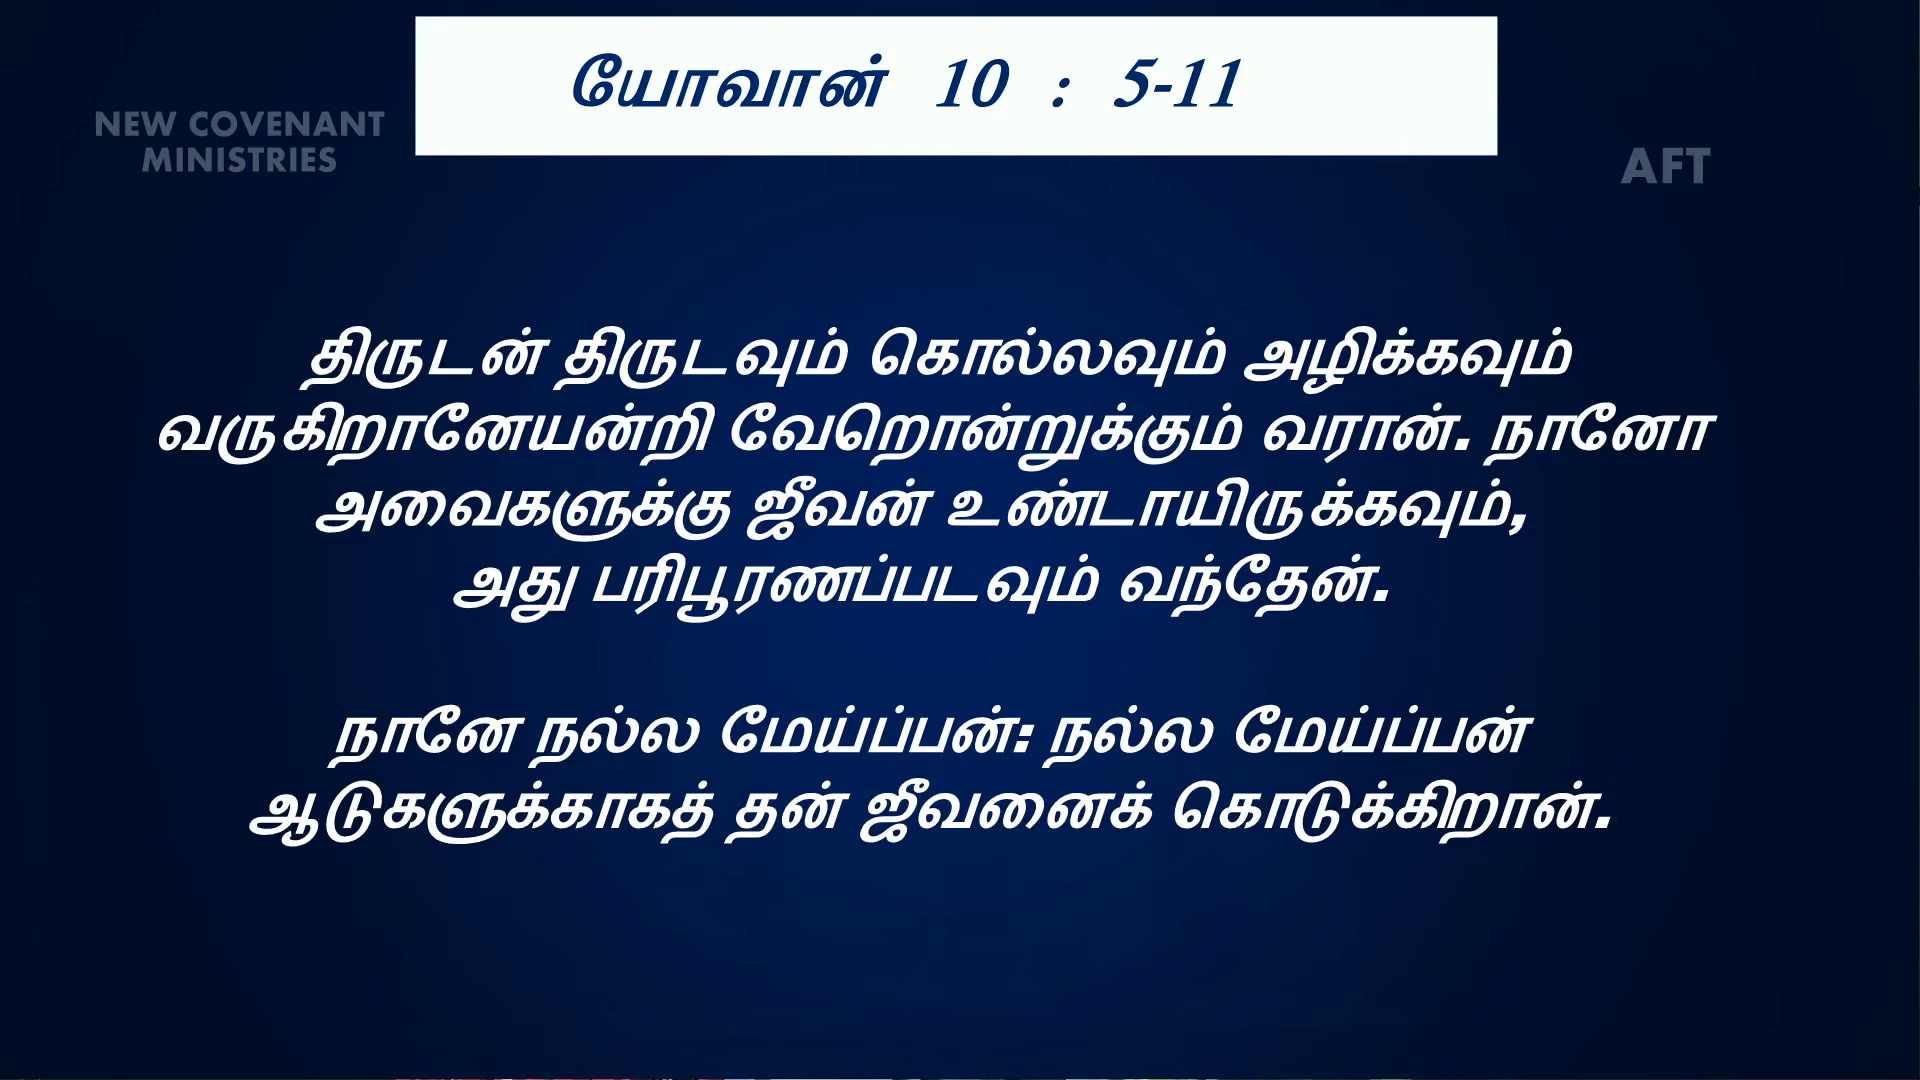 யோவான் 10 : 5-11
NEW COVENANT
MINISTRIES
AFT
திருடன் திருடவும் கொல்லவும் அழிக்கவும்
வருகிறானேயன்றி வேறொன்றுக்கும் வரான். நானோ
அவைகளுக்கு ஜீவன் உண்டாயிருக்கவும்,
அது பரிபூரணப்படவும் வந்தேன்.
நானே நல்ல மேய்ப்பன்: நல்ல மேய்ப்பன்
ஆடுகளுக்காகத் தன் ஜீவனைக் கொடுக்கிறான்.